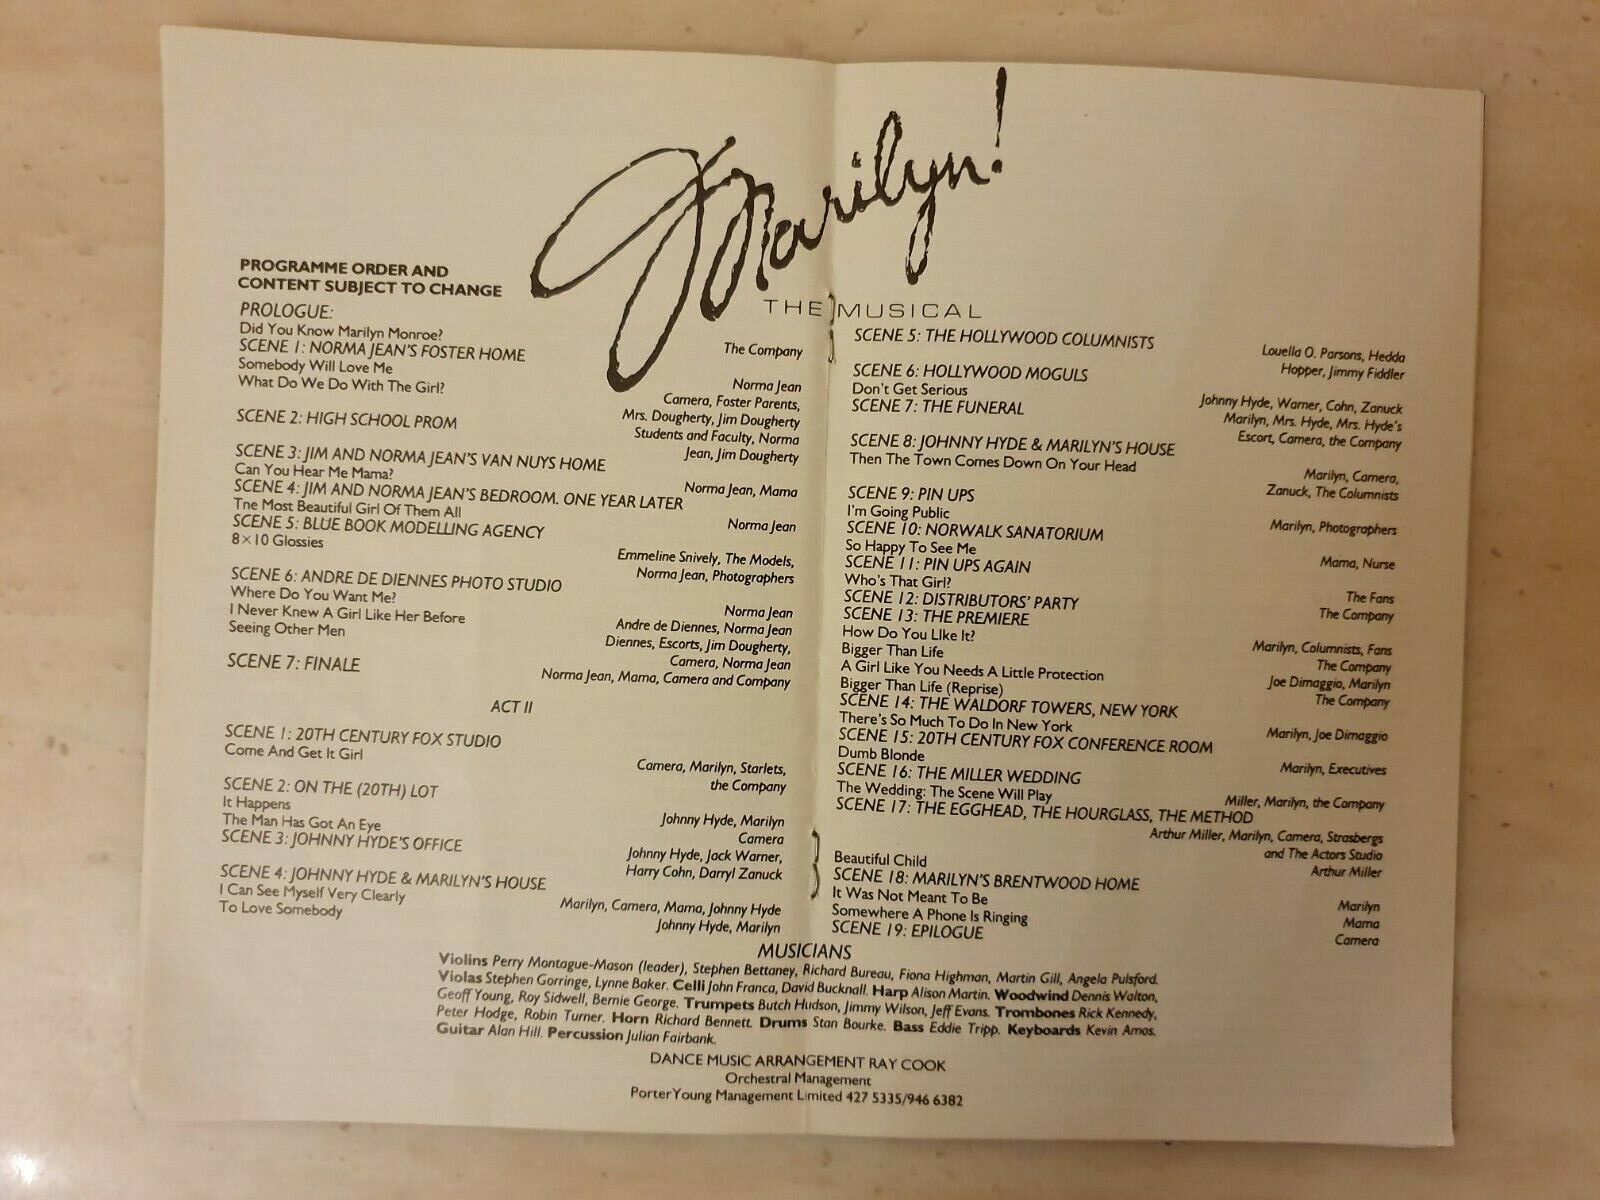 Marilyn!
THE MUSICAL
PROGRAMME ORDER AND
CONTENT SUBJECT TO CHANGE
PROLOGUE:
Did You Know Marilyn Monroe?
The Company
SCENE 1: NORMA JEAN'S FOSTER HOME
Somebody Will Love Me
Norma Jean
What Do We Do With The Girl?
Camera, Foster Parents,
Mrs. Dougherty, Jim Dougherty
SCENE 2: HIGH SCHOOL PROM
Students and Faculty, Norma
Jean, Jim Dougherty
SCENE 3: JIM AND NORMA JEAN'S VAN NUYS HOME
Can You Hear Me Mama?
Norma Jean, Mama
SCENE 4: JIM AND NORMA JEAN'S BEDROOM. ONE YEAR LATER
Tne Most Beautiful Girl Of Them All
Norma Jean
SCENE 5: BLUE BOOK MODELLING AGENCY
8×10 Glossies
Emmeline Snively, The Models,
Norma Jean, Photographers
SCENE 6: ANDRE DE DIENNES PHOTO STUDIO
Where Do You Want Me?
Norma Jean
I Never Knew A Girl Like Her Before
Andre de Diennes, Norma Jean
Seeing Other Men
Diennes, Escorts, Jim Dougherty,
Camera, Norma Jean
SCENE 7: FINALE
Norma Jean, Mama, Camera and Company
ACT II
SCENE 1: 20TH CENTURY FOX STUDIO
Come And Get It Girl
Camera, Marilyn, Starlets,
the Company
SCENE 2: ON THE (20TH) LOT
It Happens
Johnny Hyde, Marilyn
The Man Has Got An Eye
Camera
SCENE 3: JOHNNY HYDE'S OFFICE
Johnny Hyde, Jack Warner,
Harry Cohn, Darryl Zanuck
SCENE 4: JOHNNY HYDE & MARILYN'S HOUSE
I Can See Myself Very Clearly
Marilyn, Camera, Mama, Johnny Hyde
To Love Somebody
Johnny Hyde, Marilyn
SCENE 5: THE HOLLYWOOD COLUMNISTS
Louella O. Parsons, Hedda
Hopper, Jimmy Fiddler
SCENE 6: HOLLYWOOD MOGULS
Don't Get Serious
Johnny Hyde, Warner, Cohn, Zanuck
SCENE 7: THE FUNERAL
Marilyn, Mrs. Hyde, Mrs. Hyde's
Escort, Camera, the Company
SCENE 8: JOHNNY HYDE & MARILYN'S HOUSE
Then The Town Comes Down On Your Head
Marilyn, Camera,
Zanuck, The Columnists
SCENE 9: PIN UPS
I'm Going Public
Marilyn, Photographers
SCENE 10: NORWALK SANATORIUM
So Happy To See Me
Mama, Nurse
SCENE 11: PIN UPS AGAIN
Who's That Girl?
The Fans
SCENE 12: DISTRIBUTORS' PARTY
The Company
SCENE 13: THE PREMIERE
How Do You LIke It?
Marilyn, Columnists, Fans
Bigger Than Life
The Company
A Girl Like You Needs A Little Protection
Joe Dimaggio, Marilyn
Bigger Than Life (Reprise)
The Company
SCENE 14: THE WALDORF TOWERS, NEW YORK
There's So Much To Do In New York
Marilyn, Joe Dimaggio
SCENE 15: 20TH CENTURY FOX CONFERENCE ROOM
Dumb Blonde
Marilyn, Executives
SCENE 16: THE MILLER WEDDING
The Wedding: The Scene Will Play
Miller, Marilyn, the Company
SCENE 17: THE EGGHEAD, THE HOURGLASS, THE METHOD
Arthur Miller, Marilyn, Camera, Strasbergs
and The Actors Studio
Beautiful Child
Arthur Miller
SCENE 18: MARILYN'S BRENTWOOD HOME
It Was Not Meant To Be
Marilyn
Somewhere A Phone Is Ringing
Mama
SCENE 19: EPILOGUE
Camera
MUSICIANS
Violins Perry Montague-Mason (leader), Stephen Bettaney, Richard Bureau, Fiona Highman, Martin Gill, Angela Pulsford.
Violas Stephen Gorringe, Lynne Baker. Celli John Franca, David Bucknall. Harp Alison Martin. Woodwind Dennis Walton,
Geoff Young, Roy Sidwell, Bernie George. Trumpets Butch Hudson, Jimmy Wilson, Jeff Evans. Trombones Rick Kennedy,
Peter Hodge, Robin Turner. Horn Richard Bennett. Drums Stan Bourke. Bass Eddie Tripp. Keyboards Kevin Amos.
Guitar Alan Hill. Percussion Julian Fairbank.
DANCE MUSIC ARRANGEMENT RAY COOK
Orchestral Management
Porter Young Management Limited 427 5335/946 6382